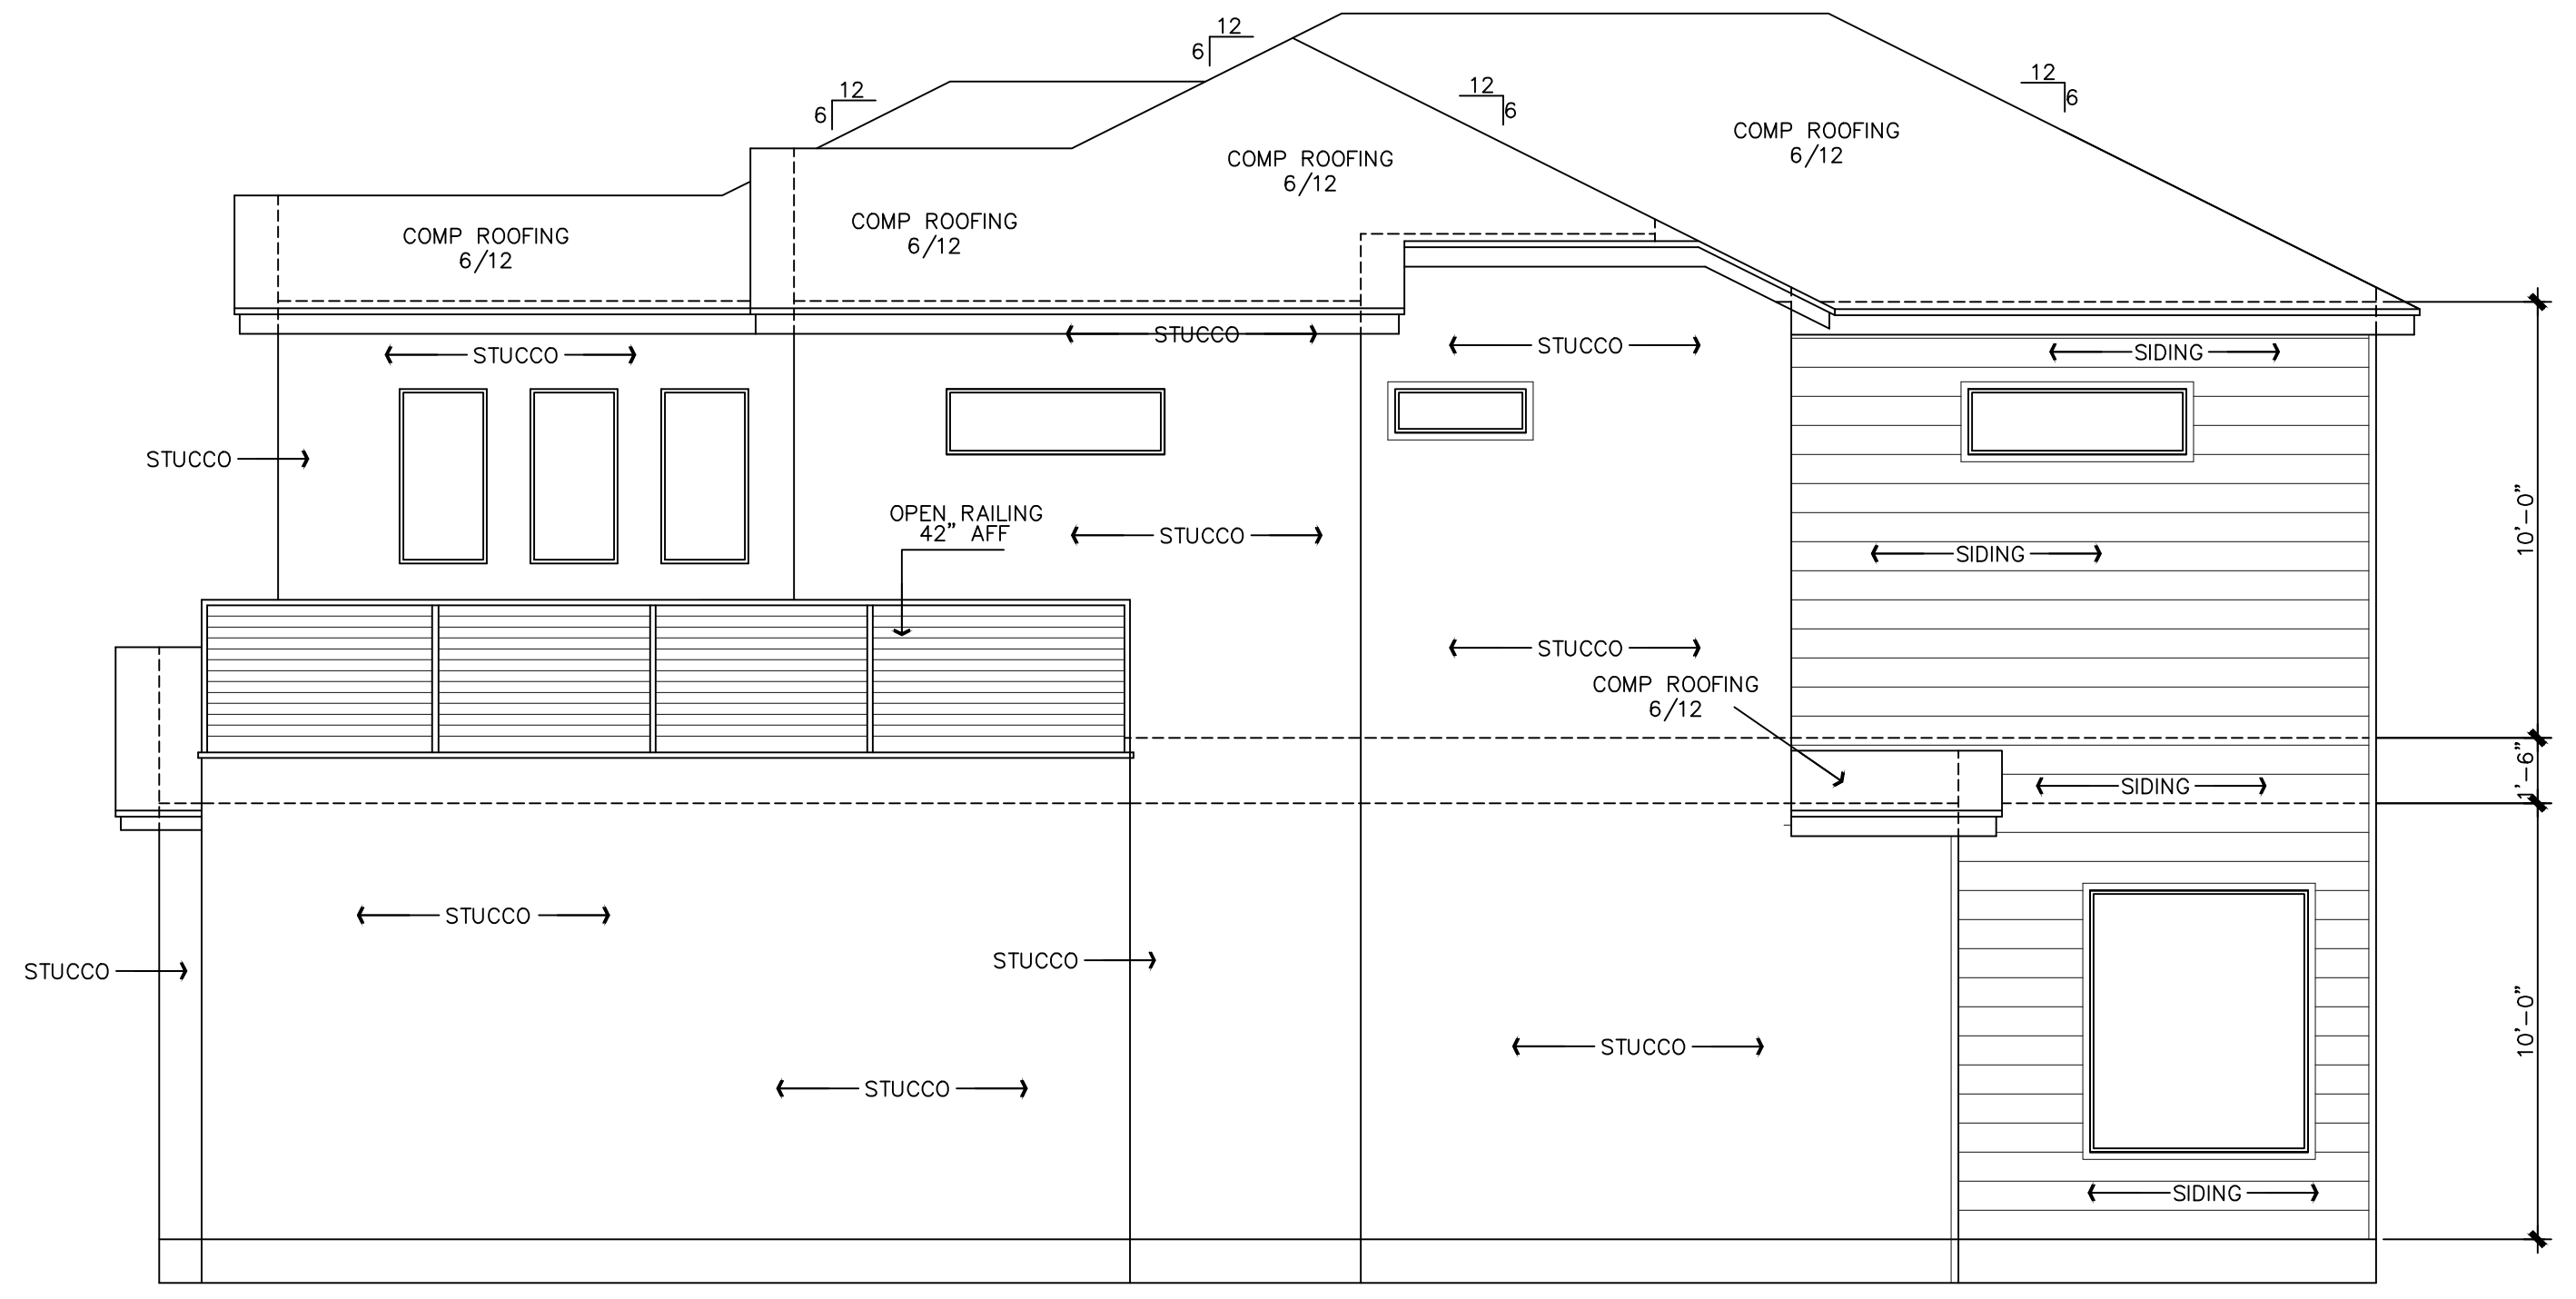 12
6
12
6
12
6
12
6
COMP ROOFING
6/12
COMP ROOFING
6/12
COMP ROOFING
6/12
COMP ROOFING
6/12
STUCCO
STUCCO
STUCCO
SIDING
STUCCO
OPEN RAILING
42" AFF
STUCCO
SIDING
10'-0"
STUCCO
COMP ROOFING
6/12
SIDING
1'-6"
STUCCO
STUCCO
STUCCO
STUCCO
STUCCO
10'-0"
SIDING